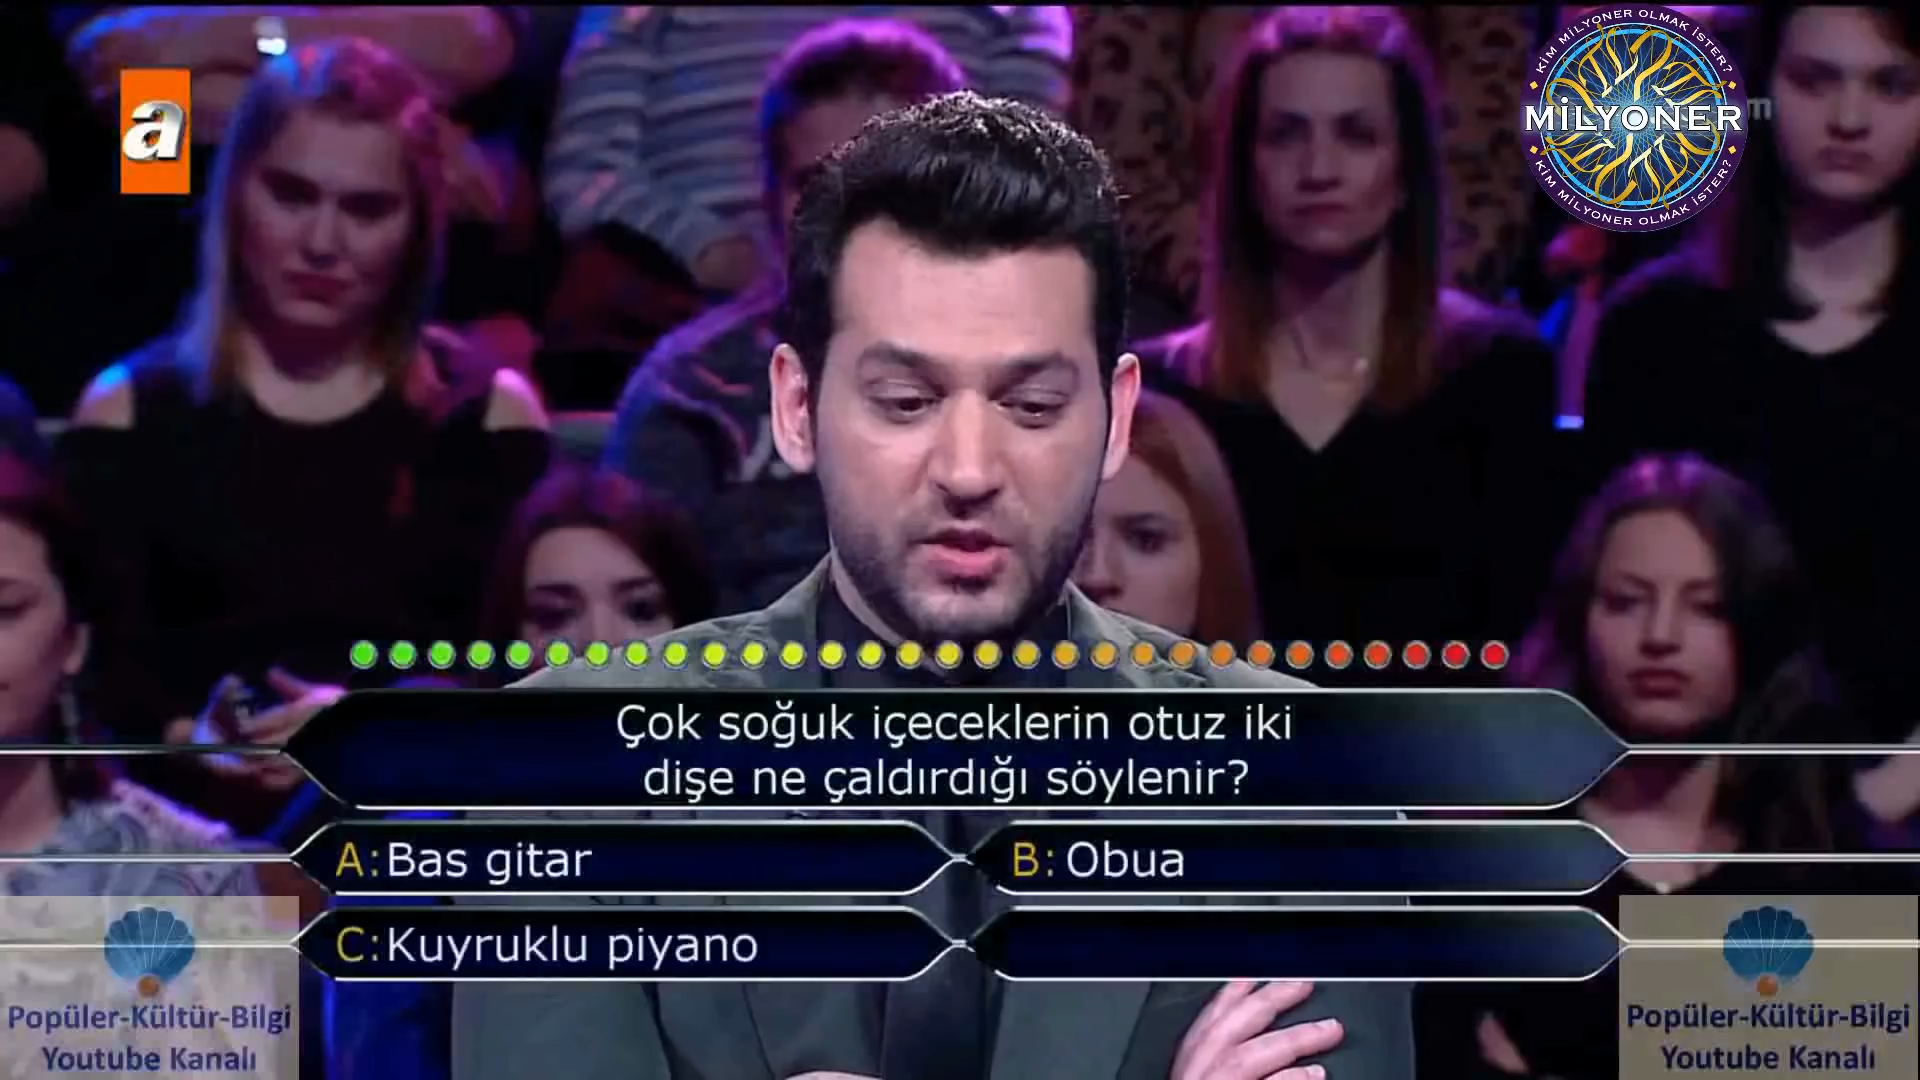 a
KİM MİLYONER OLMAK İSTER?
MİLYONER
KİM MİLYONER OLMAK İSTER?
Çok soğuk içeceklerin otuz iki
dişe ne çaldırdığı söylenir?
A: Bas gitar
B: Obua
C: Kuyruklu piyano
Popüler-Kültür-Bilgi
Youtube Kanalı
Popüler-Kültür-Bilgi
Youtube Kanalı